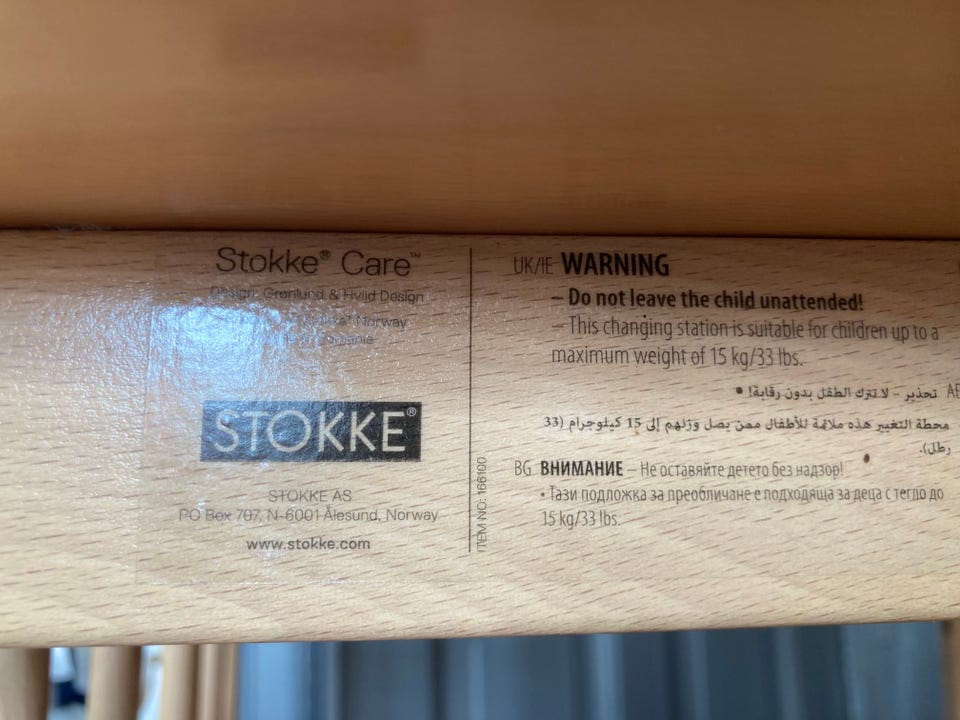 Stokke® Care™
Design: Grønlund & Hviid Design
Norway
STOKKE®
STOKKE AS
PO Box 707, N-6001 Ålesund, Norway
www.stokke.com
ITEM NO: 166100
UK/IE WARNING
– Do not leave the child unattended!
– This changing station is suitable for children up to a
maximum weight of 15 kg/33 lbs.
AE تحذير – لا تترك الطفل بدون رقابة! •
محطة التغيير هذه ملائمة للأطفال ممن يصل وزنهم إلى 15 كيلوجرام (33
رطل).
BG ВНИМАНИЕ – Не оставяйте детето без надзор!
• Тази подложка за преобличане е подходяща за деца с тегло до
15 kg/33 lbs.